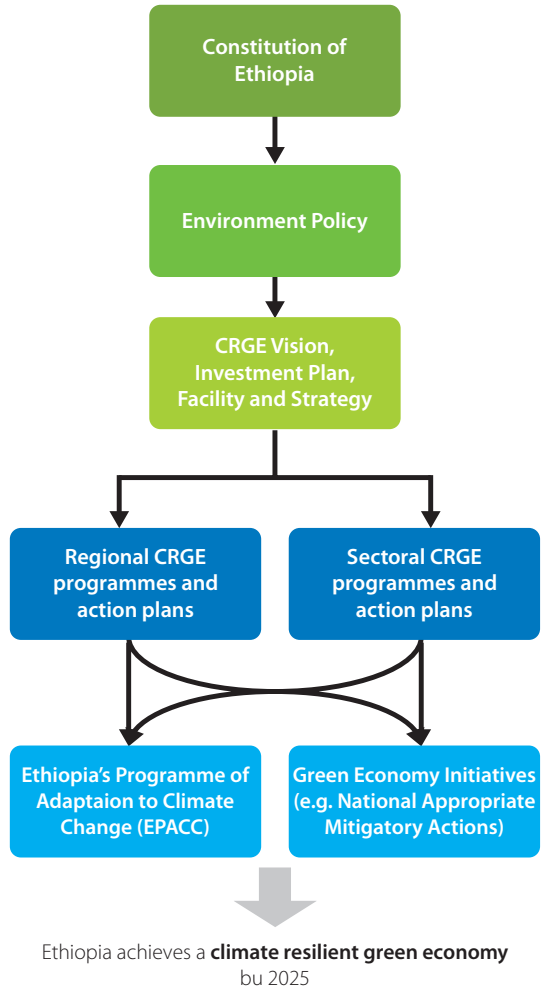 Constitution of
Ethiopia
Environment Policy
CRGE Vision,
Investment Plan,
Facility and Strategy
Regional CRGE
programmes and
action plans
Sectoral CRGE
programmes and
action plans
Ethiopia’s Programme of
Adaptaion to Climate
Change (EPACC)
Green Economy Initiatives
(e.g. National Appropriate
Mitigatory Actions)
Ethiopia achieves a climate resilient green economy
bu 2025